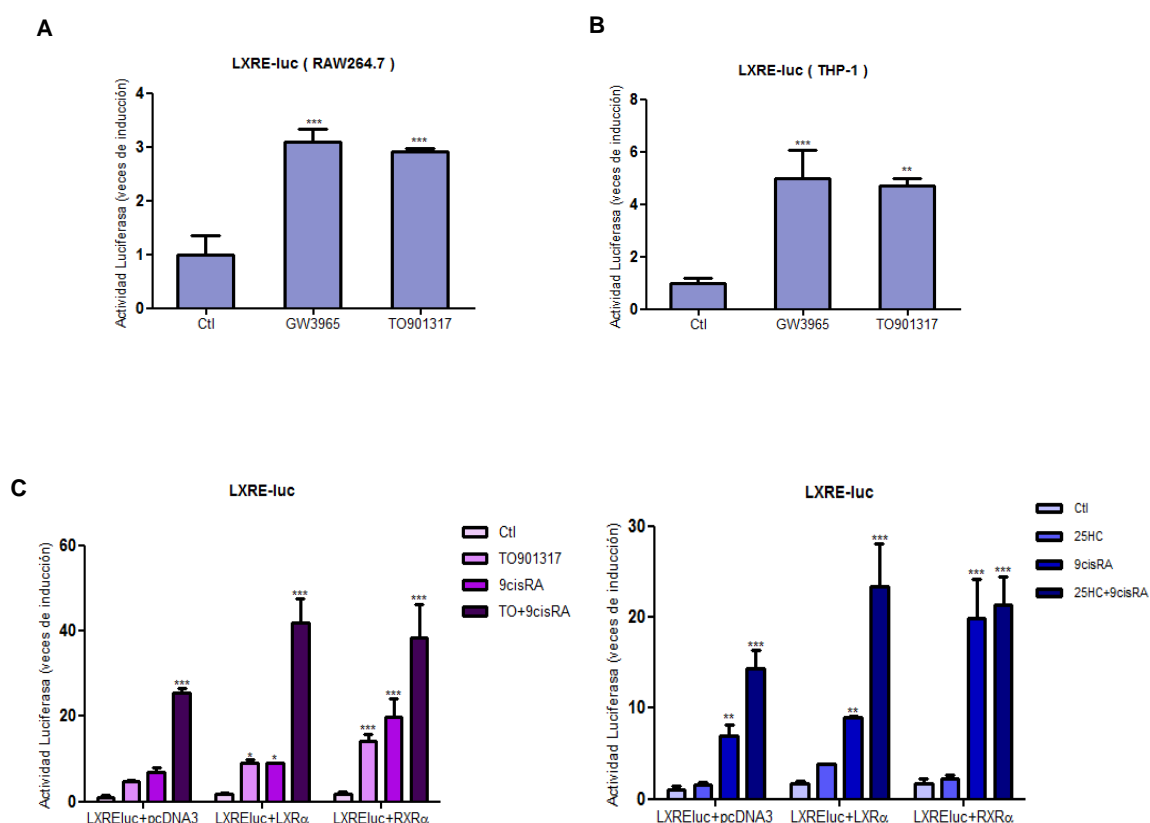 A
LXRE-luc ( RAW264.7 )
Actividad Luciferasa (veces de inducción)
4
3
2
1
0
***
***
Ctl
GW3965
TO901317
B
LXRE-luc ( THP-1 )
Actividad Luciferasa (veces de inducción)
8
6
4
2
0
***
**
Ctl
GW3965
TO901317
C
LXRE-luc
Actividad Luciferasa (veces de inducción)
60
40
20
0
***
*
*
***
***
***
***
LXREluc+pcDNA3
LXREluc+LXRα
LXREluc+RXRα
Ctl
TO901317
9cisRA
TO+9cisRA
LXRE-luc
Actividad Luciferasa (veces de inducción)
30
20
10
0
**
***
**
***
***
***
LXREluc+pcDNA3
LXREluc+LXRα
LXREluc+RXRα
Ctl
25HC
9cisRA
25HC+9cisRA